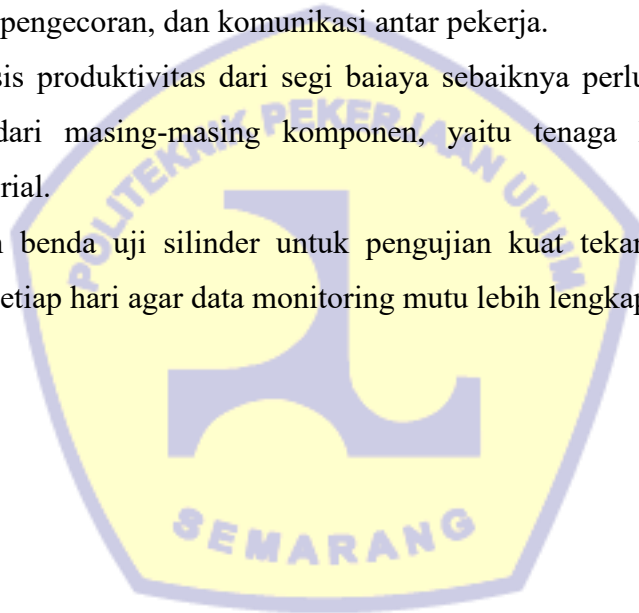 pengecoran, dan komunikasi antar pekerja.
sis produktivitas dari segi baiaya sebaiknya perlu
dari masing-masing komponen, yaitu tenaga
rial.
benda uji silinder untuk pengujian kuat tekan
etiap hari agar data monitoring mutu lebih lengkap
POLITEKNIK PEKERJAAN UMUM
SEMARANG